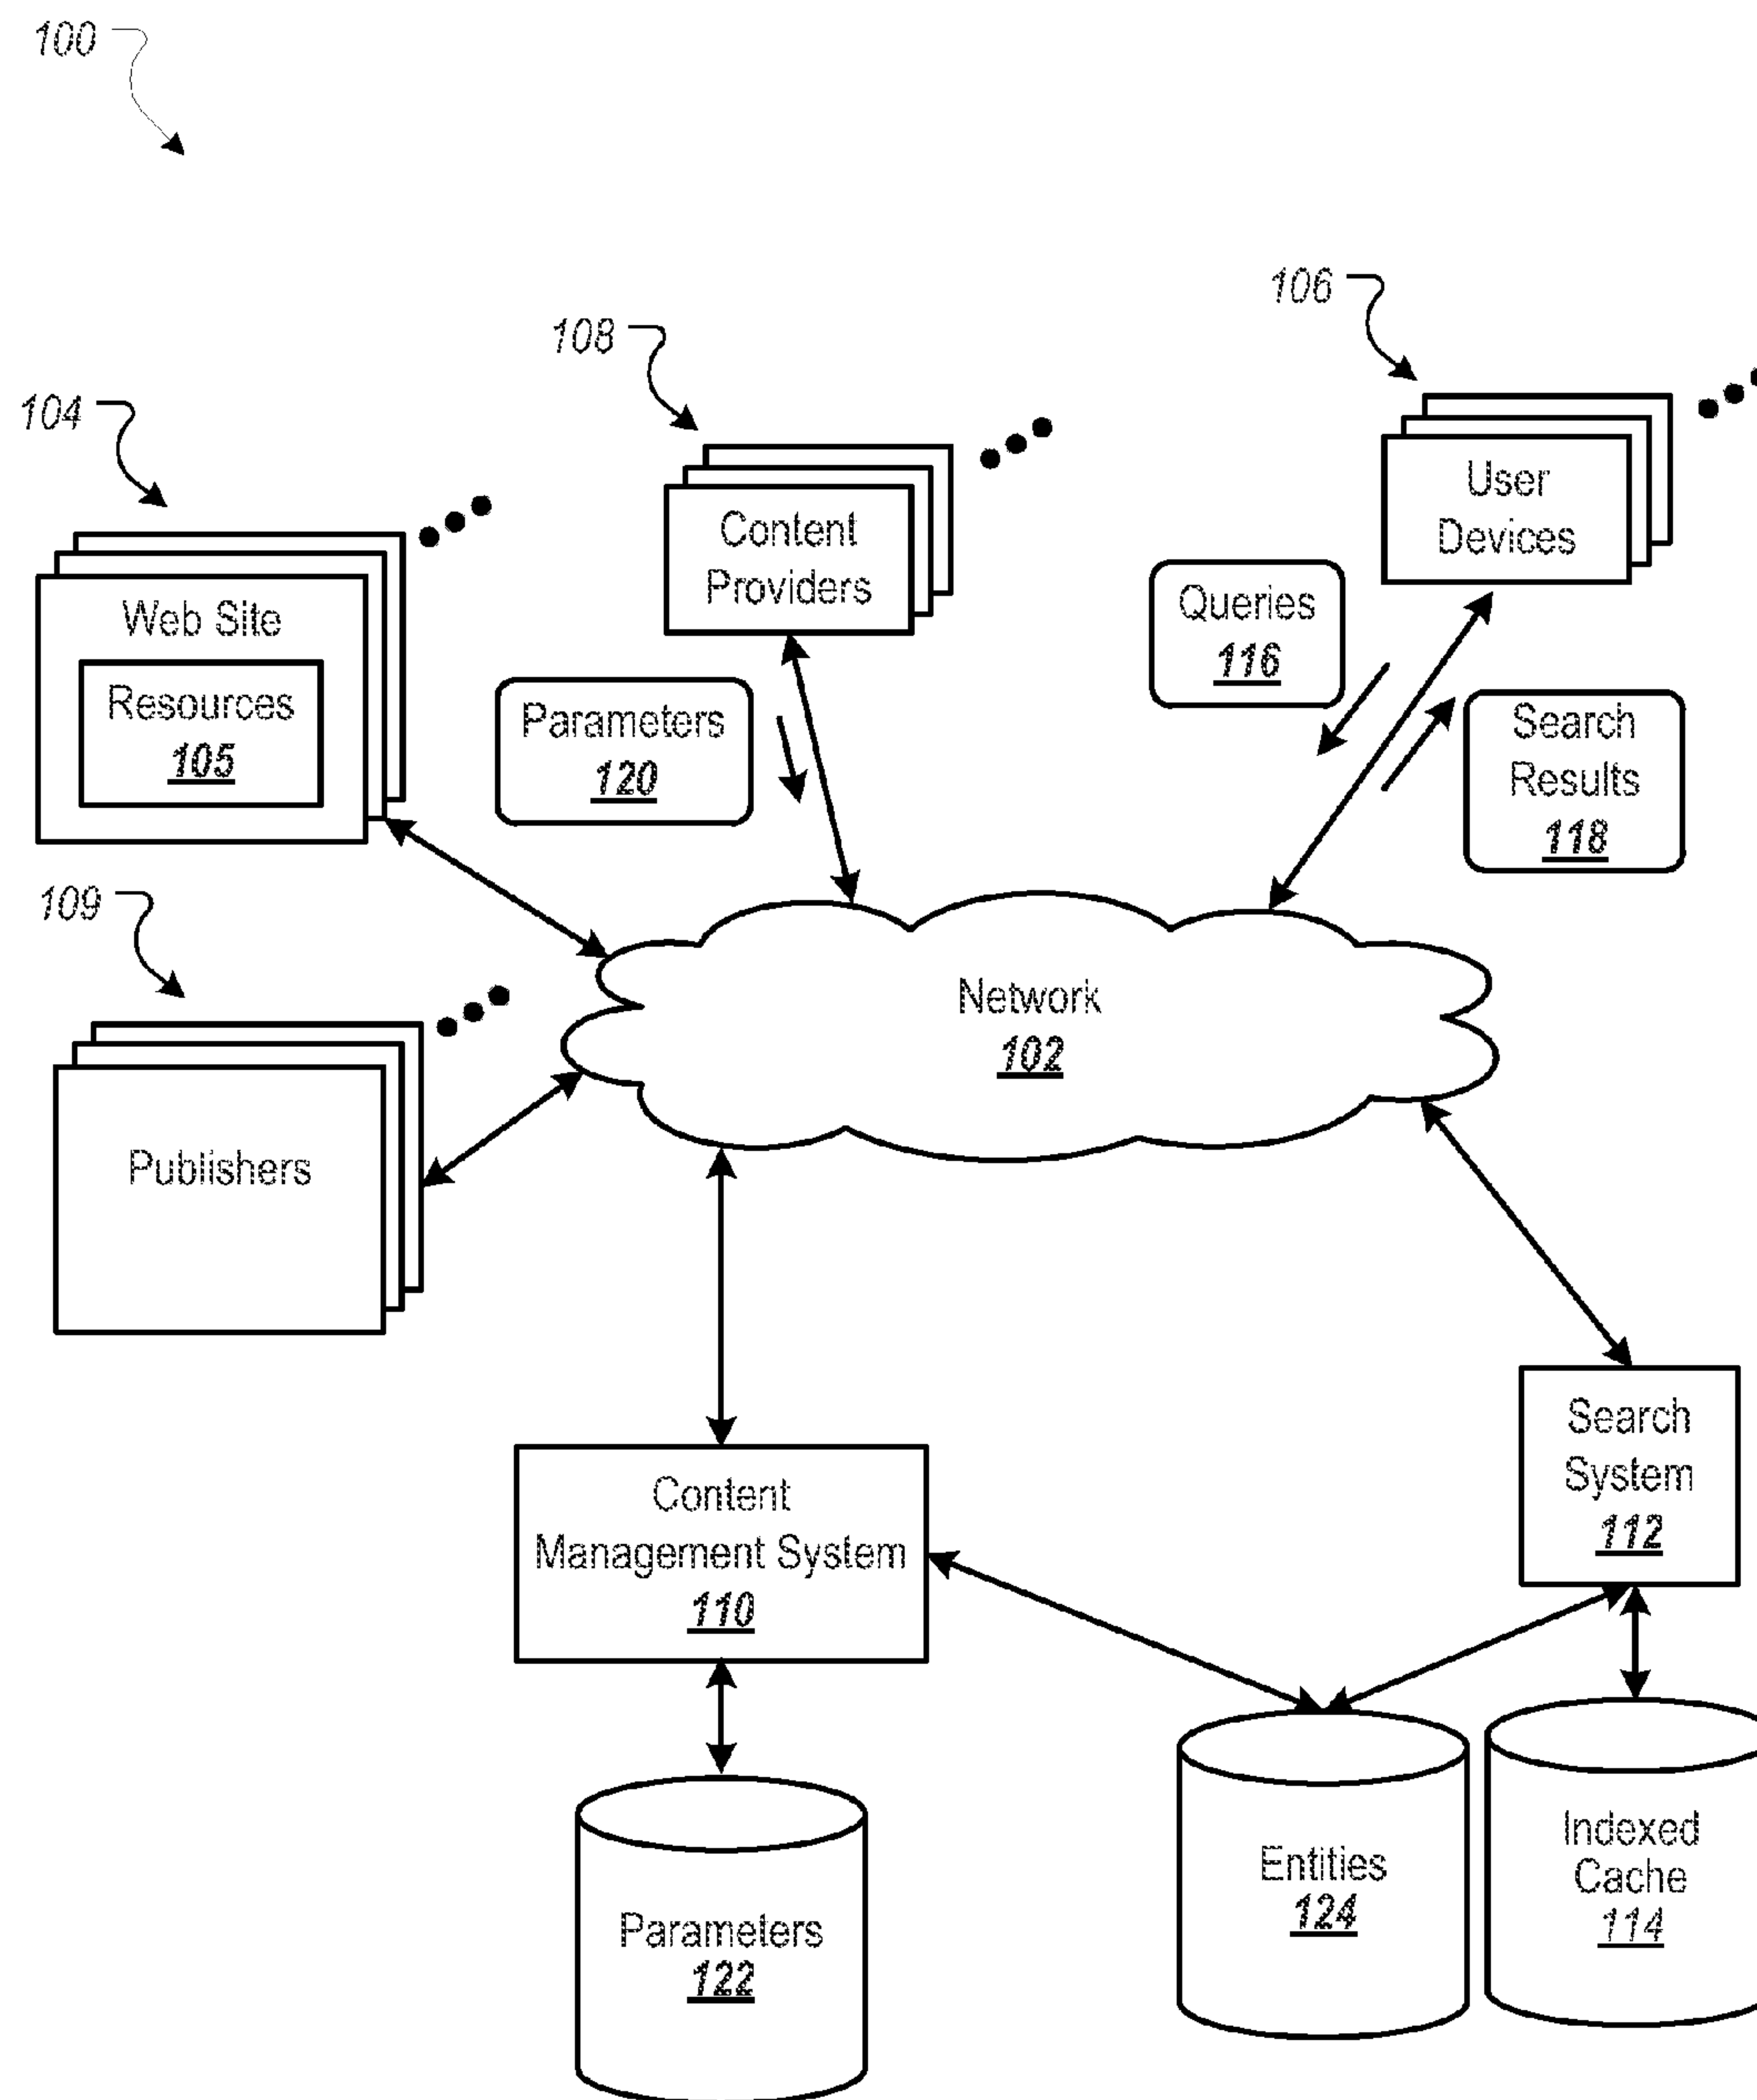 100
106
108
104
User
Devices
Content
Providers
Queries
116
Web Site
Resources
105
Parameters
120
Search
Results
118
109
Network
102
Publishers
Search
System
112
Content
Management System
110
Indexed
Cache
114
Entities
124
Parameters
122